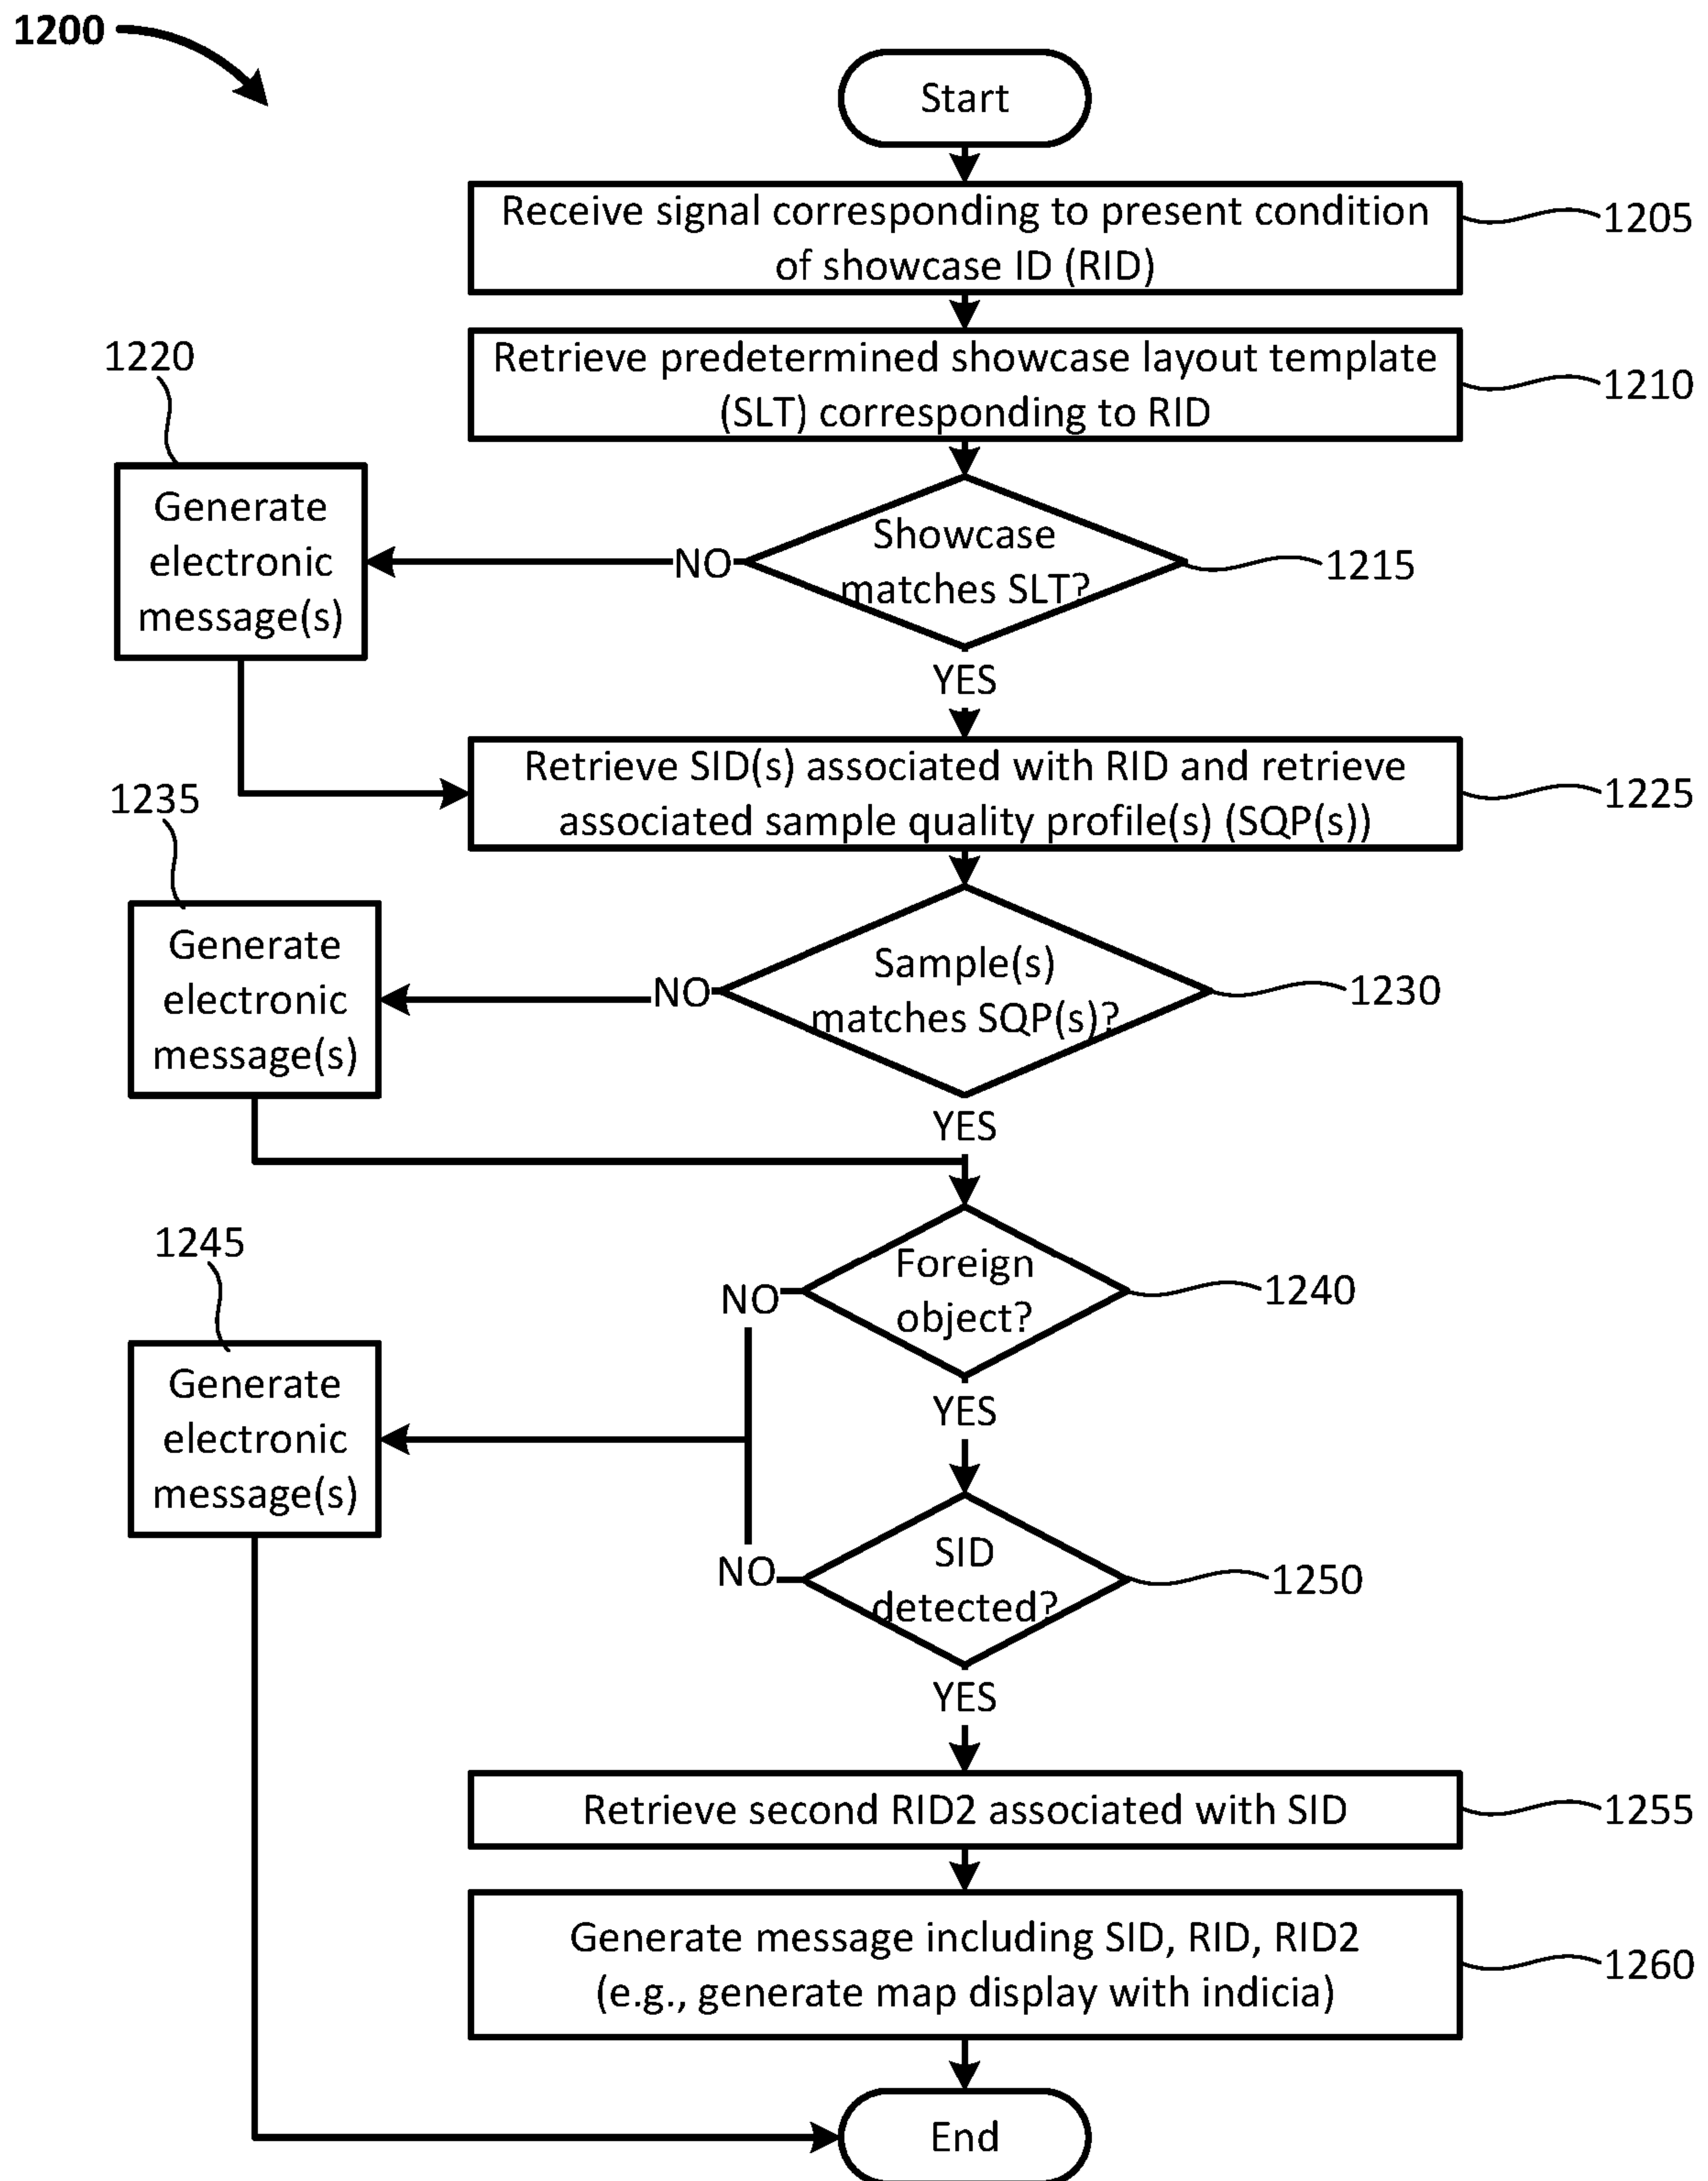 1200
Start
Receive signal corresponding to present condition
of showcase ID (RID)
1205
Retrieve predetermined showcase layout template
(SLT) corresponding to RID
1210
1220
Generate
electronic
message(s)
NO
Showcase
matches SLT?
1215
YES
Retrieve SID(s) associated with RID and retrieve
associated sample quality profile(s) (SQP(s))
1225
1235
Generate
electronic
message(s)
NO
Sample(s)
matches SQP(s)?
1230
YES
1245
Generate
electronic
message(s)
NO
Foreign
object?
1240
YES
NO
SID
detected?
1250
YES
Retrieve second RID2 associated with SID
1255
Generate message including SID, RID, RID2
(e.g., generate map display with indicia)
1260
End